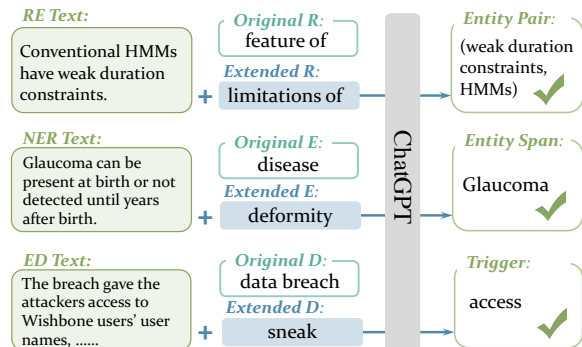 RE Text:
Conventional HMMs
have weak duration
constraints.
+
Original R:
feature of
Extended R:
limitations of
Entity Pair:
(weak duration
constraints,
HMMs)
NER Text:
Glaucoma can be
present at birth or not
detected until years
after birth.
+
Original E:
disease
Extended E:
deformity
ChatGPT
Entity Span:
Glaucoma
ED Text:
The breach gave the
attackers access to
Wishbone users' user
names, ......
+
Original D:
data breach
Extended D:
sneak
Trigger:
access